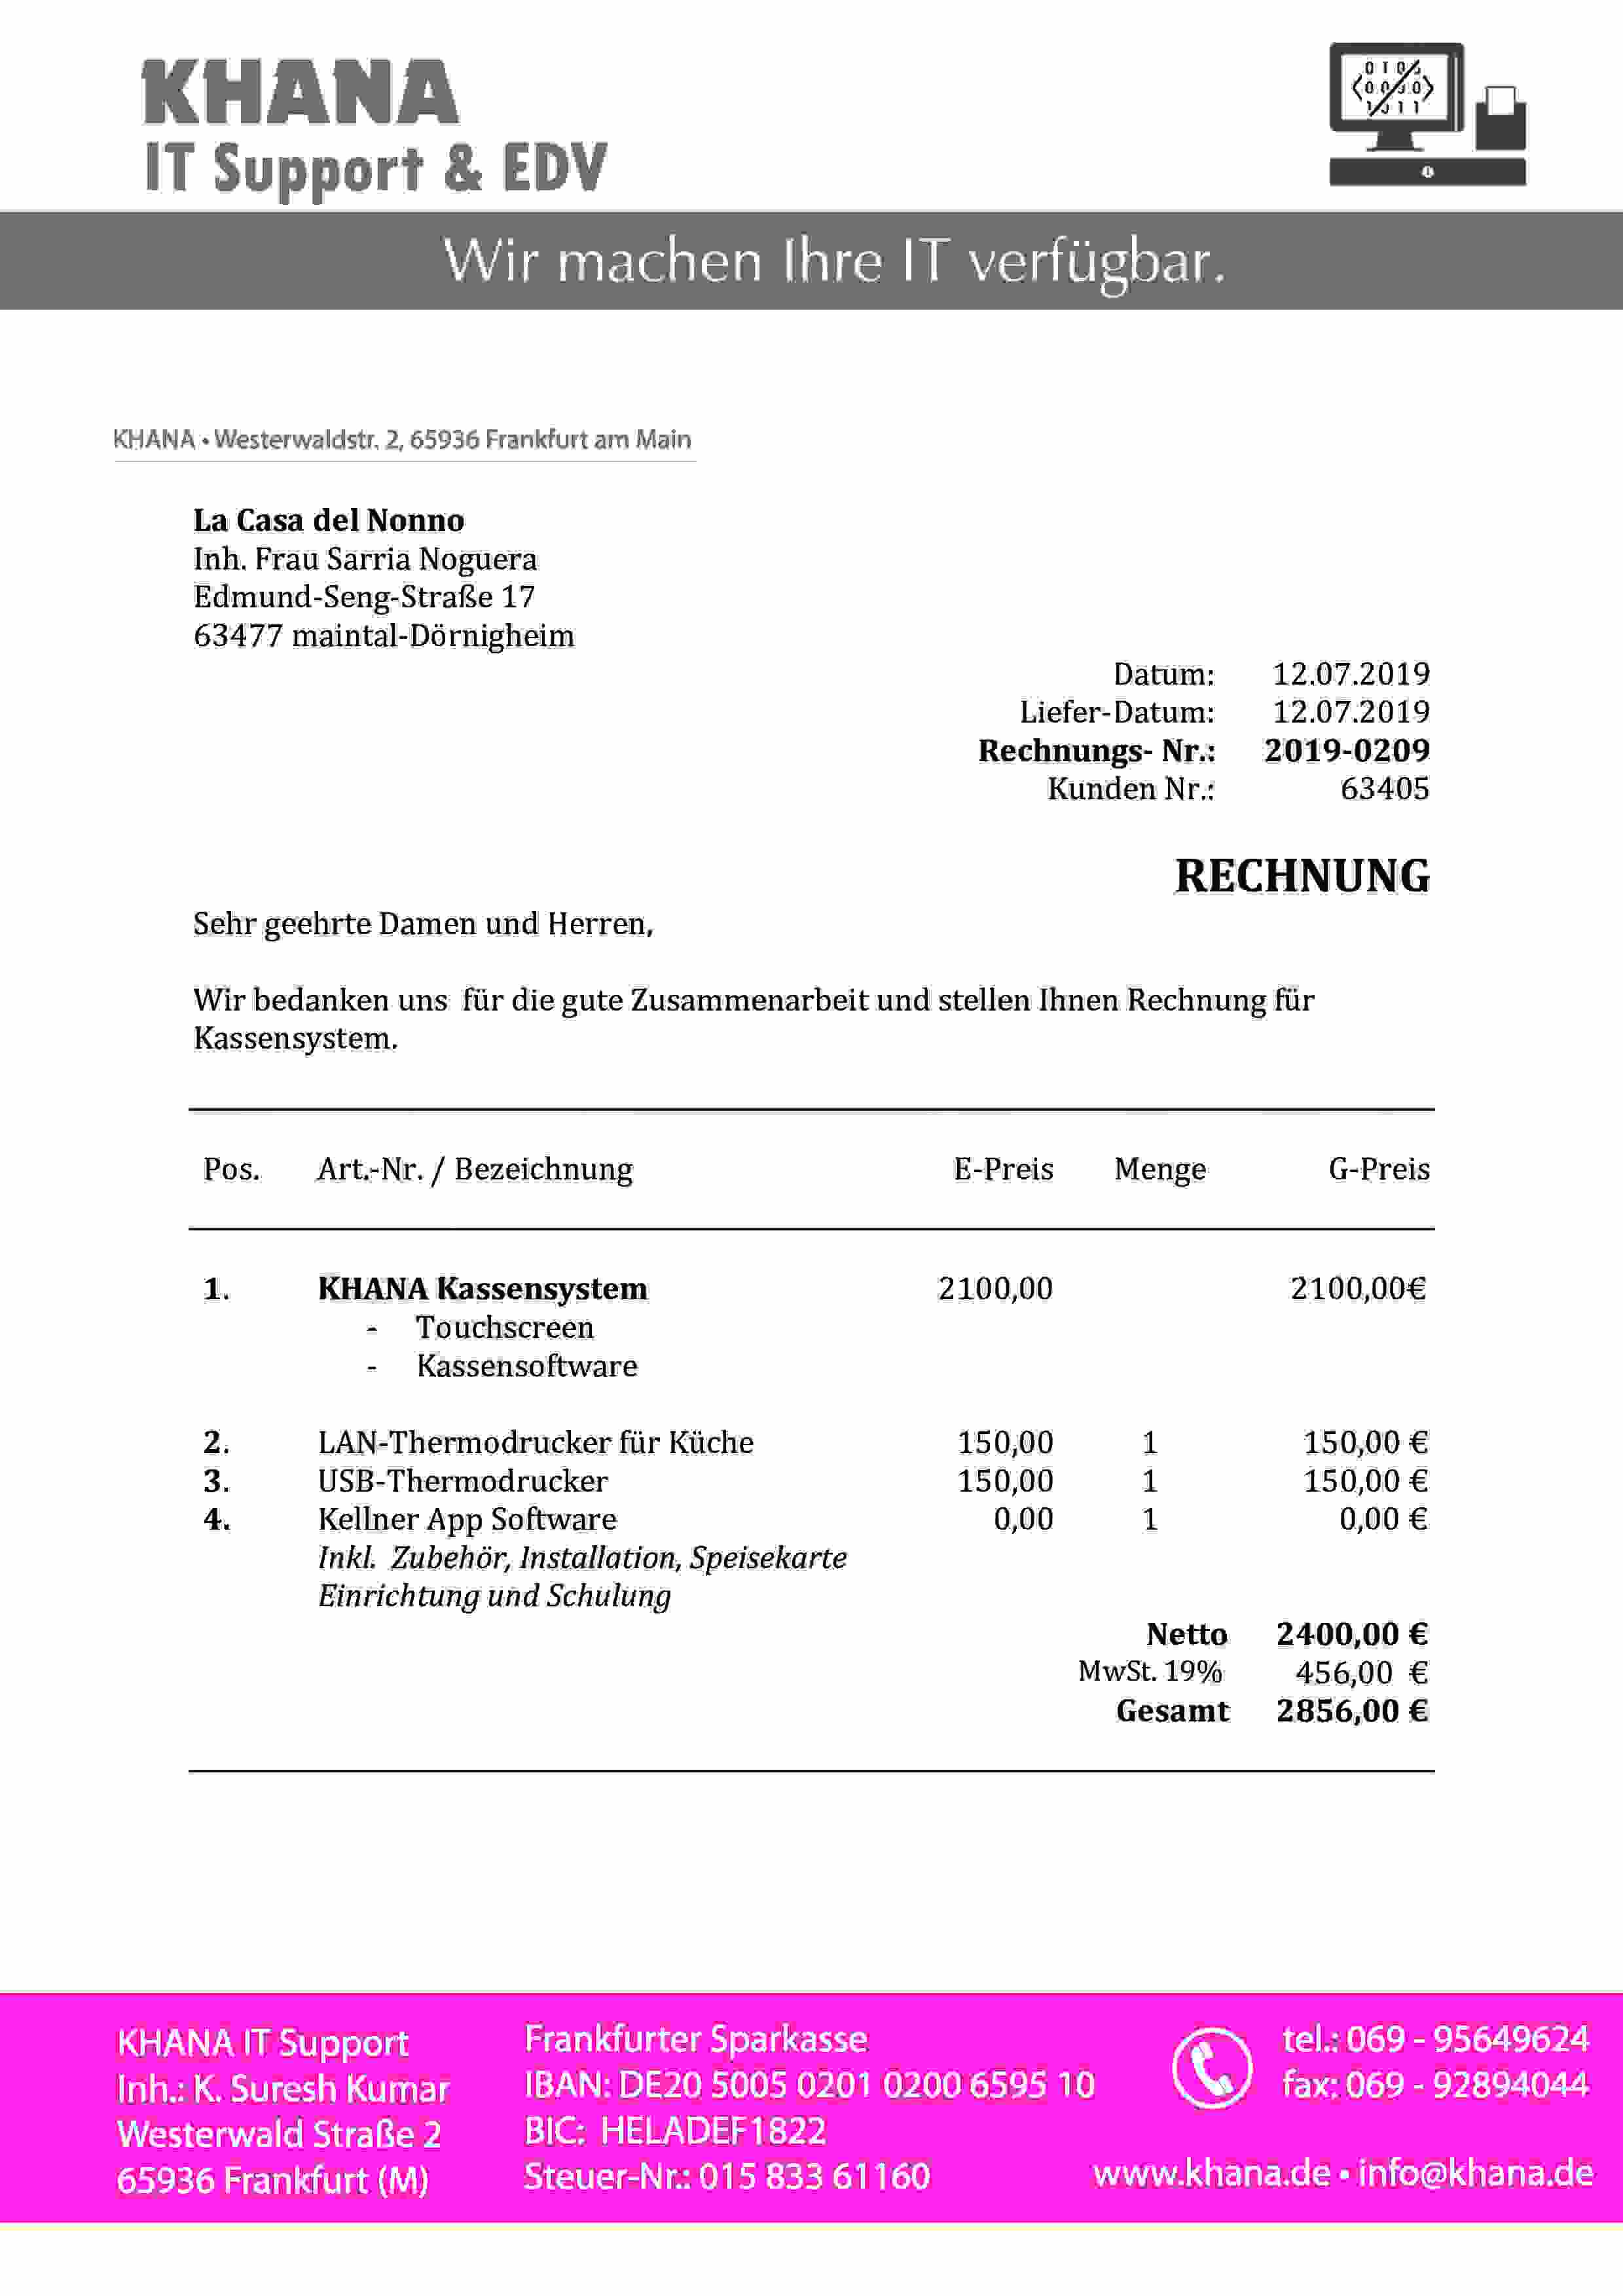 KHANA
IT Support & EDV
Wir machen Ihre IT verfügbar.
KHANA • Westerwaldstr. 2, 65936 Frankfurt am Main
La Casa del Nonno
Inh. Frau Sarria Noguera
Edmund-Seng-Straße 17
63477 maintal-Dörnigheim
Datum: 12.07.2019
Liefer-Datum: 12.07.2019
Rechnungs- Nr.: 2019-0209
Kunden Nr.: 63405
RECHNUNG
Sehr geehrte Damen und Herren,
Wir bedanken uns für die gute Zusammenarbeit und stellen Ihnen Rechnung für
Kassensystem.
Pos. Art.-Nr. / Bezeichnung E-Preis Menge G-Preis
1. KHANA Kassensystem 2100,00 2100,00€
- Touchscreen
- Kassensoftware
2. LAN-Thermodrucker für Küche 150,00 1 150,00 €
3. USB-Thermodrucker 150,00 1 150,00 €
4. Kellner App Software 0,00 1 0,00 €
Inkl. Zubehör, Installation, Speisekarte
Einrichtung und Schulung
Netto 2400,00 €
MwSt. 19% 456,00 €
Gesamt 2856,00 €
KHANA IT Support
Inh.: K. Suresh Kumar
Westerwald Straße 2
65936 Frankfurt (M)
Frankfurter Sparkasse
IBAN: DE20 5005 0201 0200 6595 10
BIC: HELADEF1822
Steuer-Nr.: 015 833 61160
tel.: 069 - 95649624
fax: 069 - 92894044
www.khana.de • info@khana.de